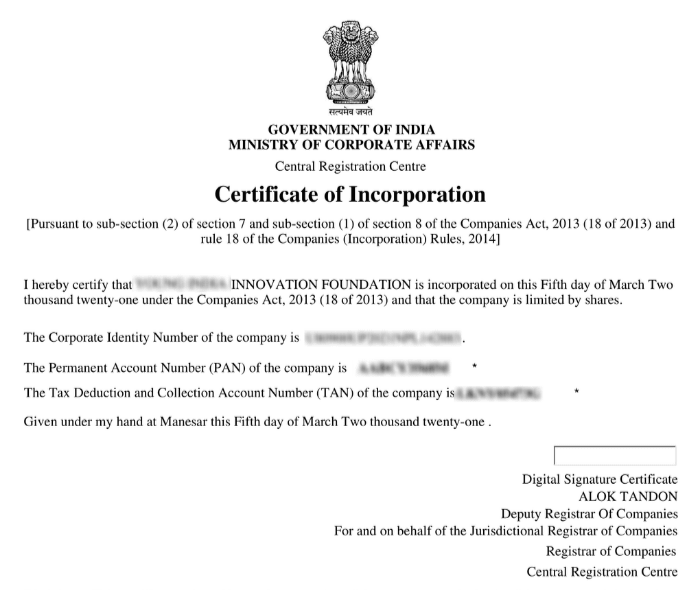 सत्यमेव जयते
GOVERNMENT OF INDIA
MINISTRY OF CORPORATE AFFAIRS
Central Registration Centre
Certificate of Incorporation
[Pursuant to sub-section (2) of section 7 and sub-section (1) of section 8 of the Companies Act, 2013 (18 of 2013) and
rule 18 of the Companies (Incorporation) Rules, 2014]
I hereby certify that INNOVATION FOUNDATION is incorporated on this Fifth day of March Two
thousand twenty-one under the Companies Act, 2013 (18 of 2013) and that the company is limited by shares.
The Corporate Identity Number of the company is .
The Permanent Account Number (PAN) of the company is *
The Tax Deduction and Collection Account Number (TAN) of the company is *
Given under my hand at Manesar this Fifth day of March Two thousand twenty-one .
Digital Signature Certificate
ALOK TANDON
Deputy Registrar Of Companies
For and on behalf of the Jurisdictional Registrar of Companies
Registrar of Companies
Central Registration Centre